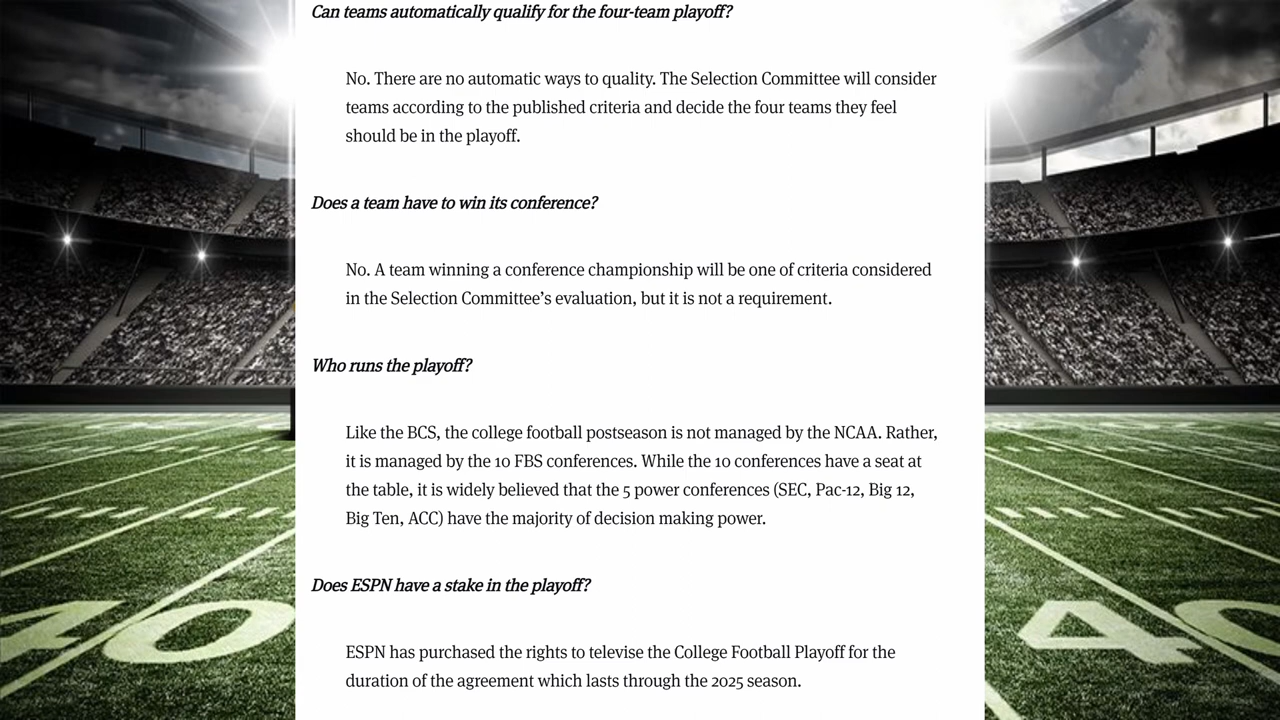 Can teams automatically qualify for the four-team playoff?
No. There are no automatic ways to quality. The Selection Committee will consider
teams according to the published criteria and decide the four teams they feel
should be in the playoff.
Does a team have to win its conference?
No. A team winning a conference championship will be one of criteria considered
in the Selection Committee’s evaluation, but it is not a requirement.
Who runs the playoff?
Like the BCS, the college football postseason is not managed by the NCAA. Rather,
it is managed by the 10 FBS conferences. While the 10 conferences have a seat at
the table, it is widely believed that the 5 power conferences (SEC, Pac-12, Big 12,
Big Ten, ACC) have the majority of decision making power.
Does ESPN have a stake in the playoff?
ESPN has purchased the rights to televise the College Football Playoff for the
duration of the agreement which lasts through the 2025 season.
40
40